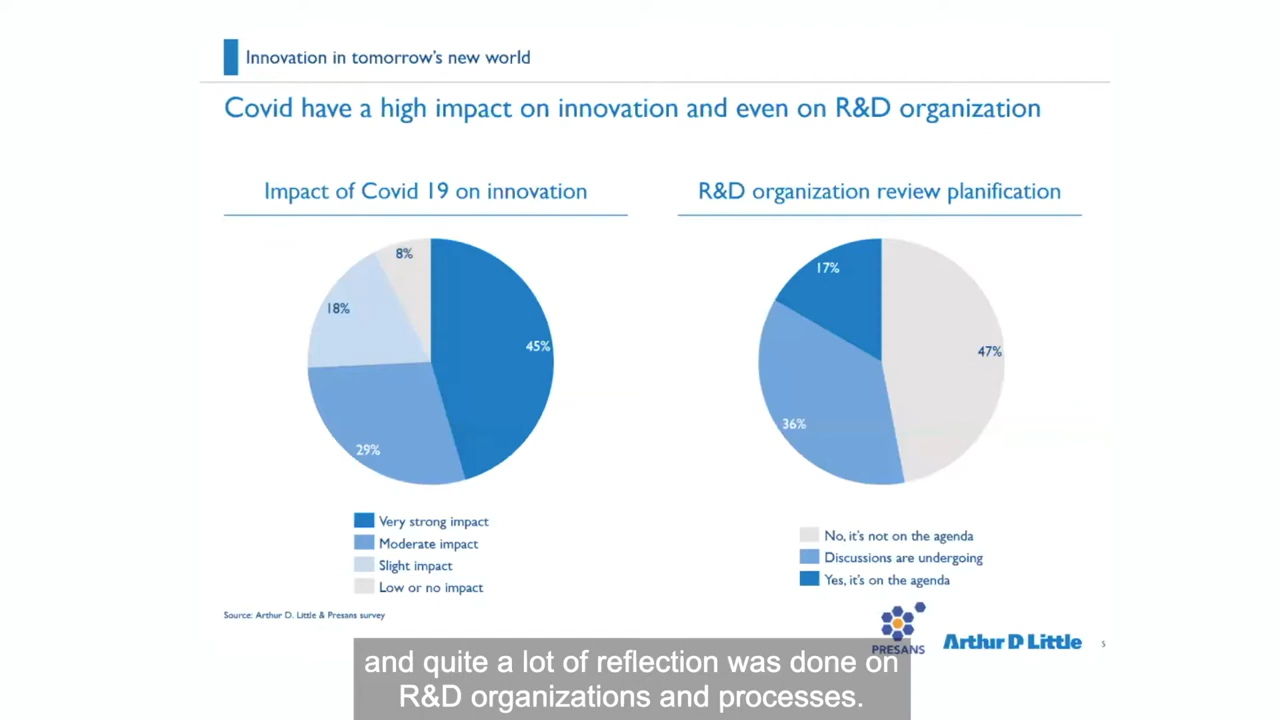 Innovation in tomorrow's new world
Covid have a high impact on innovation and even on R&D organization
Impact of Covid 19 on innovation
8%
18%
45%
29%
Very strong impact
Moderate impact
Slight impact
Low or no impact
Source: Arthur D. Little & Presans survey
R&D organization review planification
17%
47%
36%
No, it's not on the agenda
Discussions are undergoing
Yes, it's on the agenda
PRESANS
Arthur D Little
5
and quite a lot of reflection was done on
R&D organizations and processes.